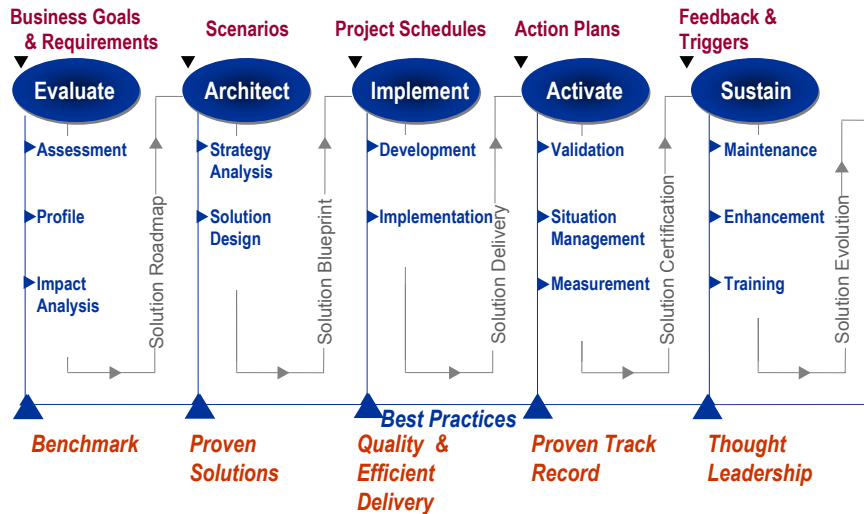 Business Goals
& Requirements
Scenarios
Project Schedules
Action Plans
Feedback &
Triggers
Evaluate
Architect
Implement
Activate
Sustain
Assessment
Profile
Impact
Analysis
Solution Roadmap
Strategy
Analysis
Solution
Design
Solution Blueprint
Development
Implementation
Solution Delivery
Validation
Situation
Management
Measurement
Solution Certification
Maintenance
Enhancement
Training
Solution Evolution
Best Practices
Benchmark
Proven
Solutions
Quality &
Efficient
Delivery
Proven Track
Record
Thought
Leadership